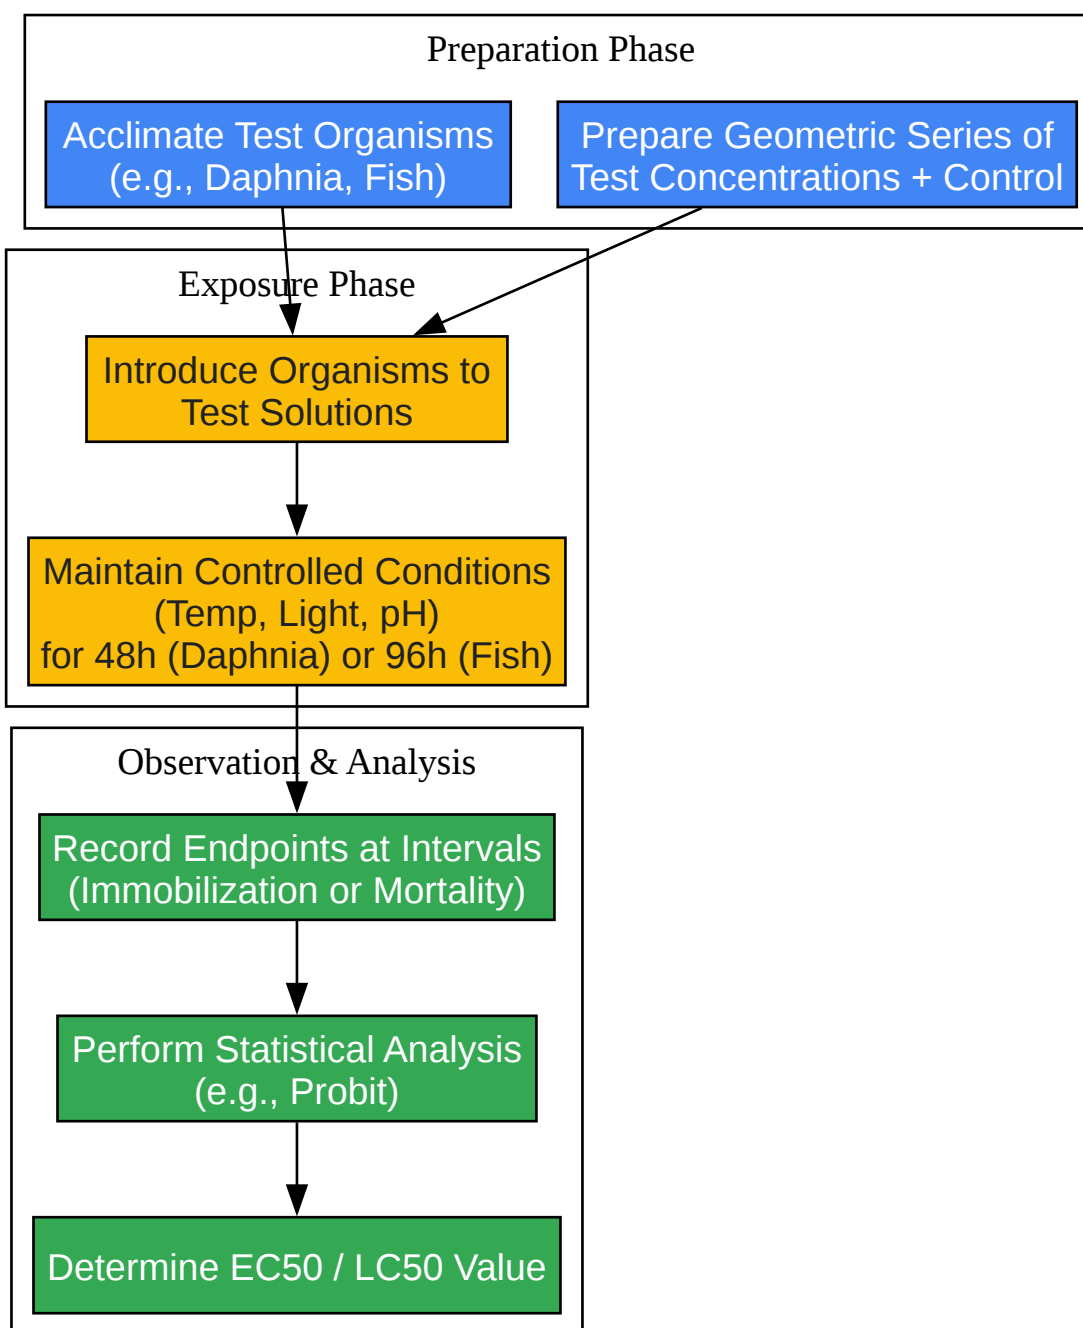 Preparation Phase
Acclimate Test Organisms
(e.g., Daphnia, Fish)
Prepare Geometric Series of
Test Concentrations + Control
Exposure Phase
Introduce Organisms to
Test Solutions
Maintain Controlled Conditions
(Temp, Light, pH)
for 48h (Daphnia) or 96h (Fish)
Observation & Analysis
Record Endpoints at Intervals
(Immobilization or Mortality)
Perform Statistical Analysis
(e.g., Probit)
Determine EC50 / LC50 Value